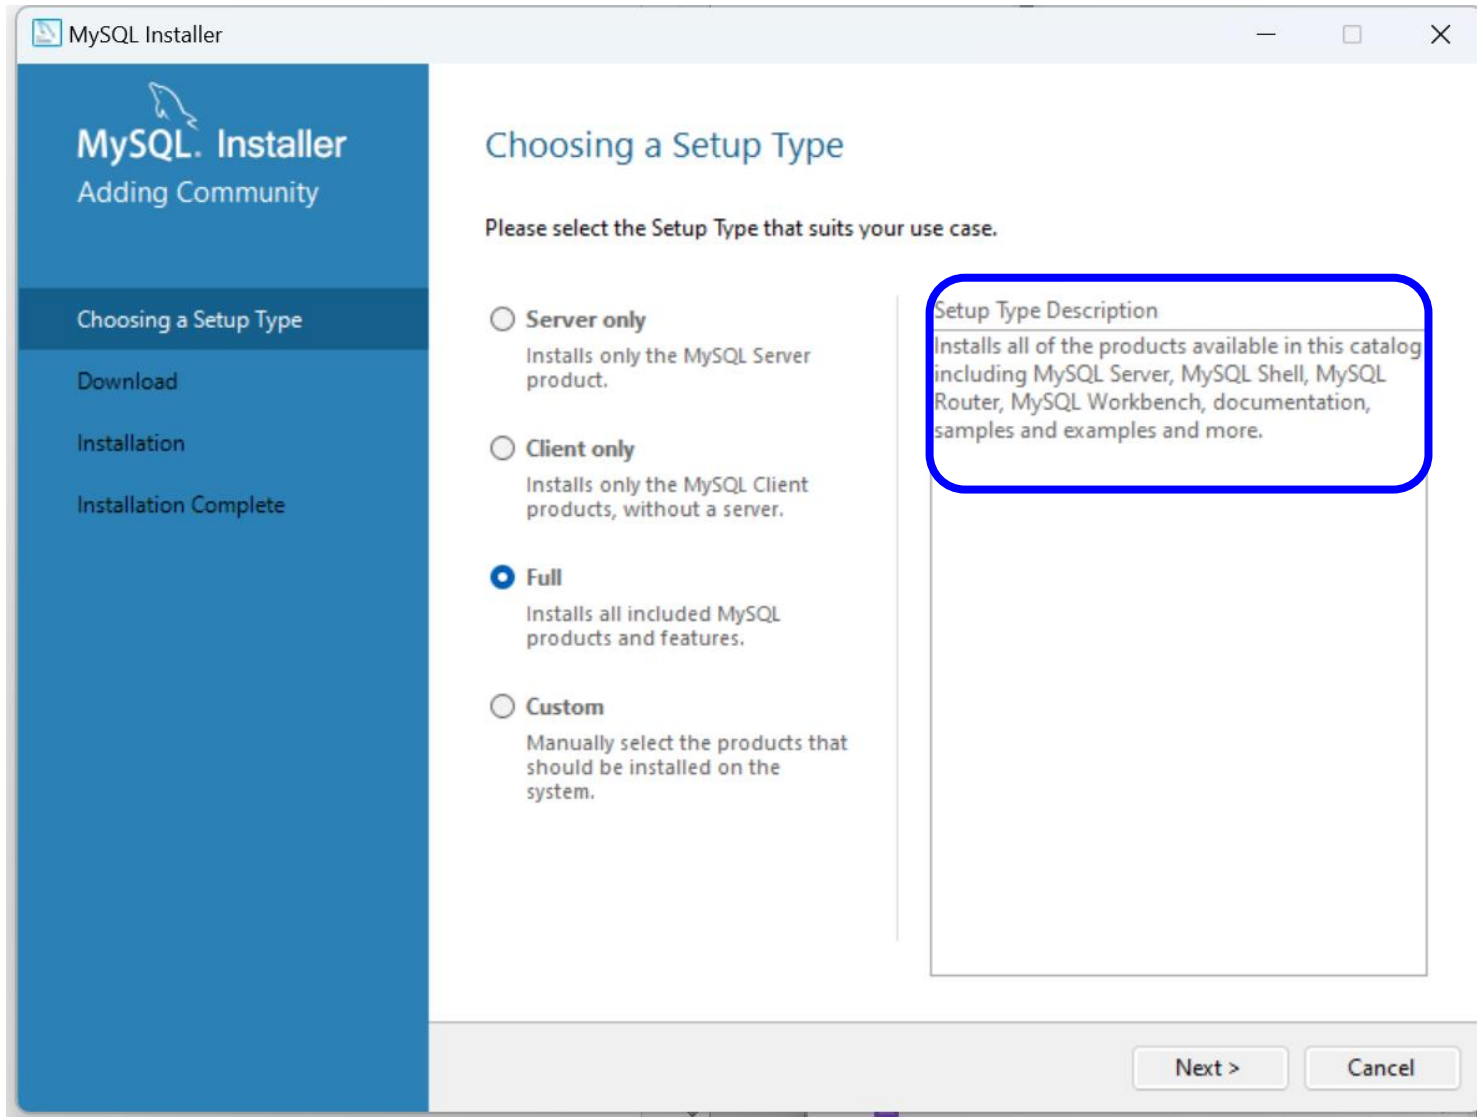 MySQL Installer
MySQL. Installer
Adding Community
Choosing a Setup Type
Download
Installation
Installation Complete
Choosing a Setup Type
Please select the Setup Type that suits your use case.
Server only
Installs only the MySQL Server
product.
Client only
Installs only the MySQL Client
products, without a server.
Full
Installs all included MySQL
products and features.
Custom
Manually select the products that
should be installed on the
system.
Setup Type Description
Installs all of the products available in this catalog
including MySQL Server, MySQL Shell, MySQL
Router, MySQL Workbench, documentation,
samples and examples and more.
Next >
Cancel